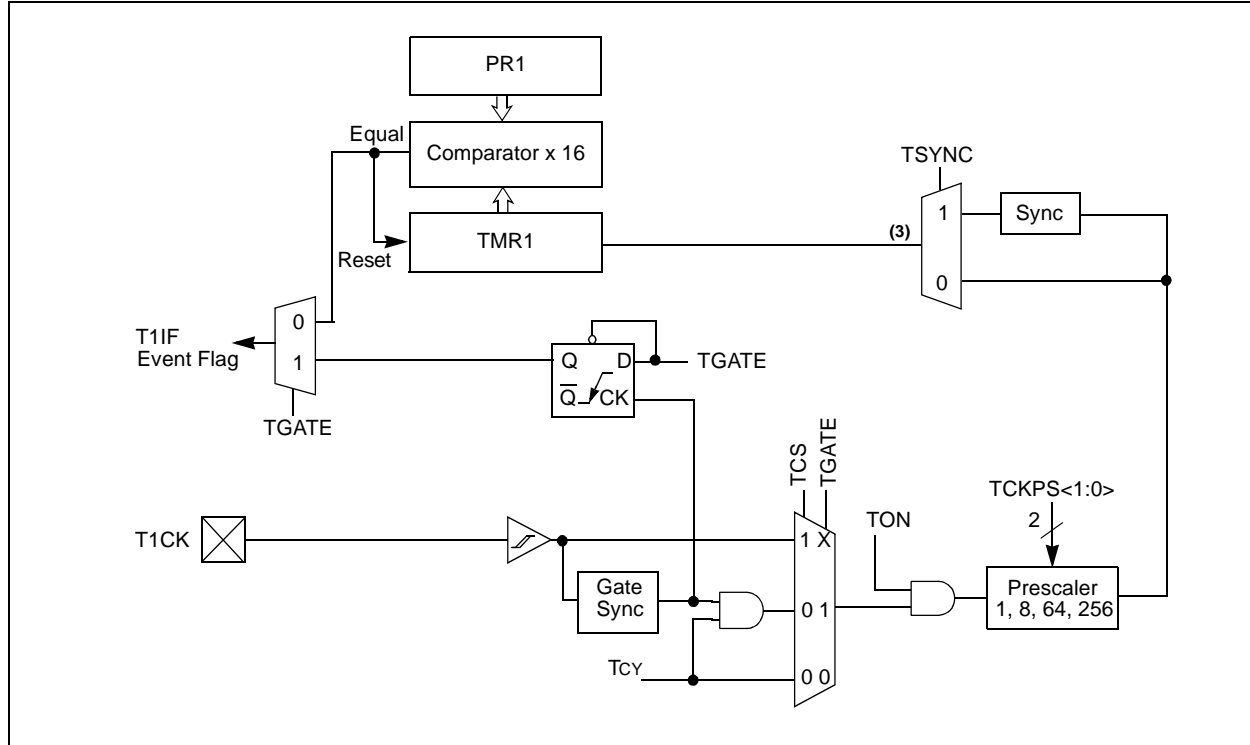 PR1
Equal
Comparator x 16
TSYNC
1
Sync
(3)
TMR1
Reset
0
0
T1IF
Event Flag
1
Q
D
TGATE
Q̅
CK
TGATE
TCS
TGATE
TCKPS<1:0>
2
TON
T1CK
1 X
Gate
Sync
Prescaler
1, 8, 64, 256
0 1
TCY
0 0